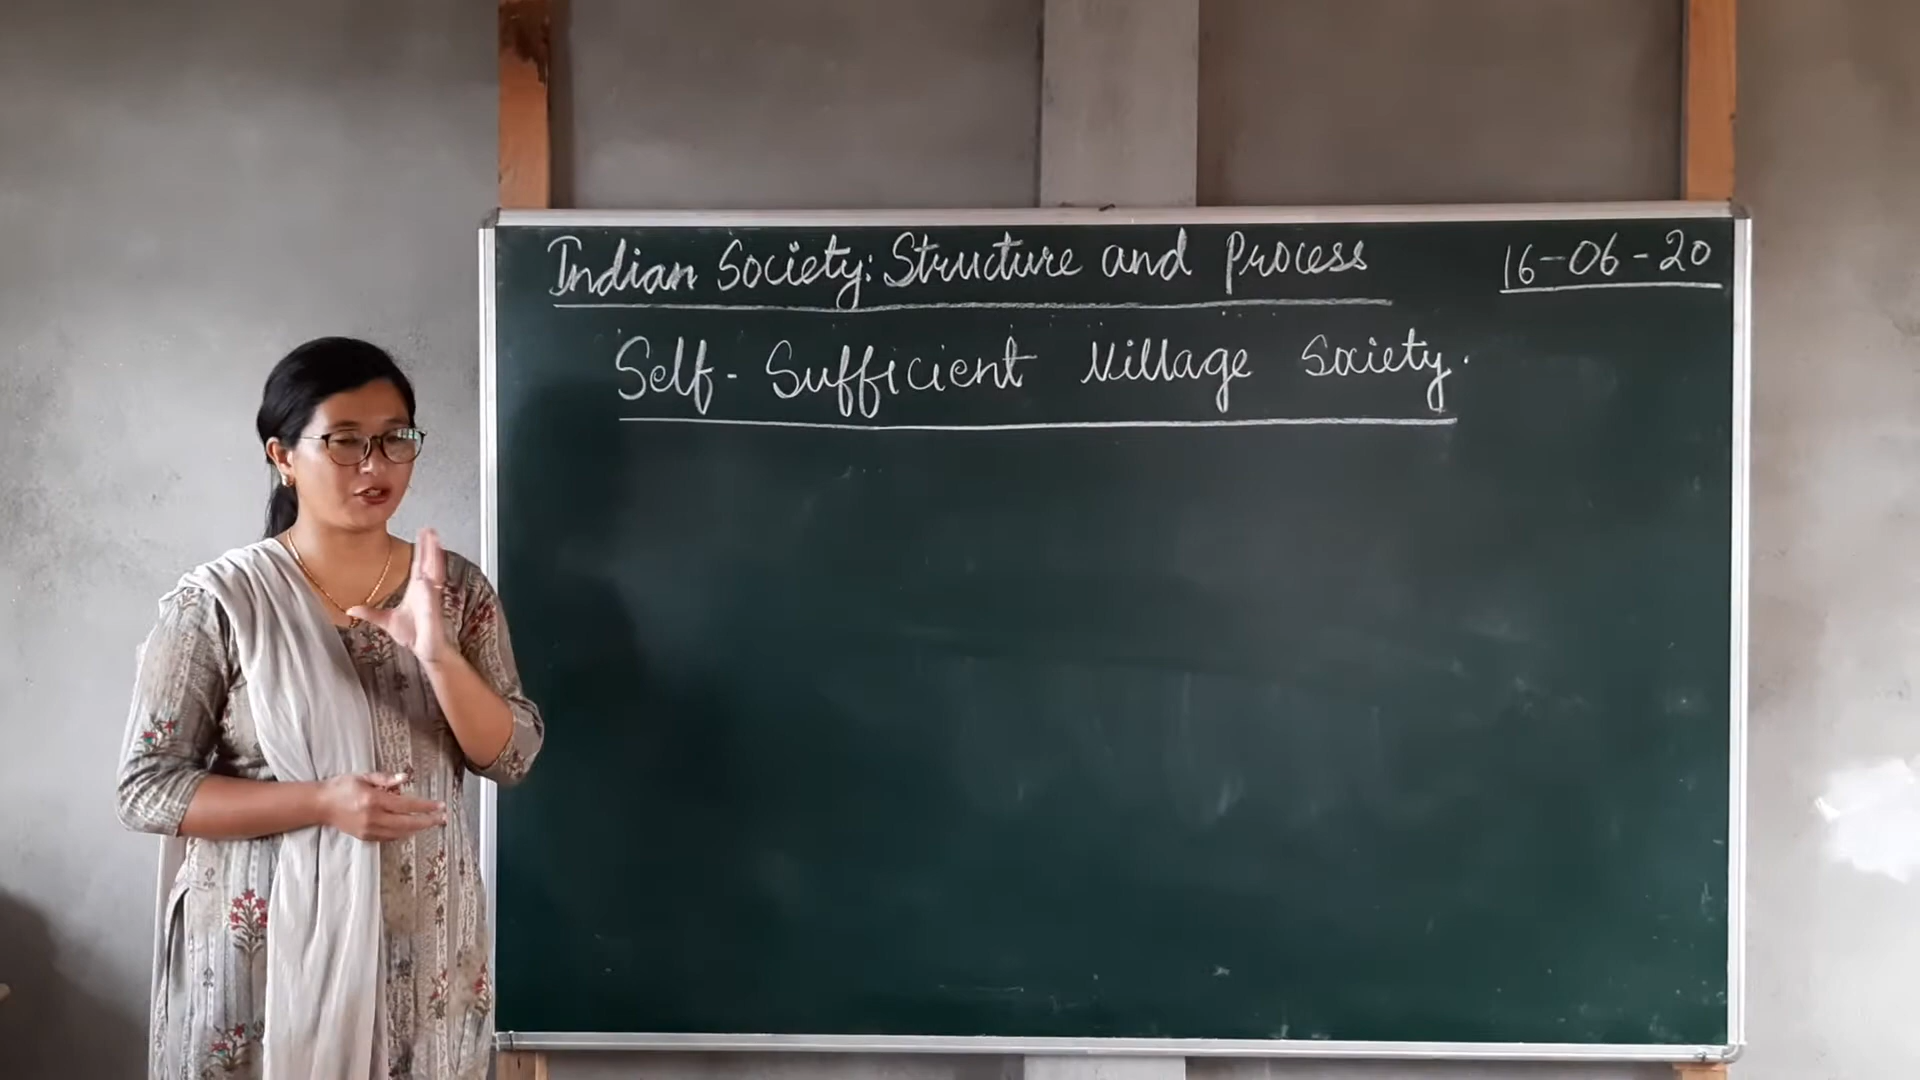 Indian Society: Structure and Process
16-06-20
Self-Sufficient Village Society.